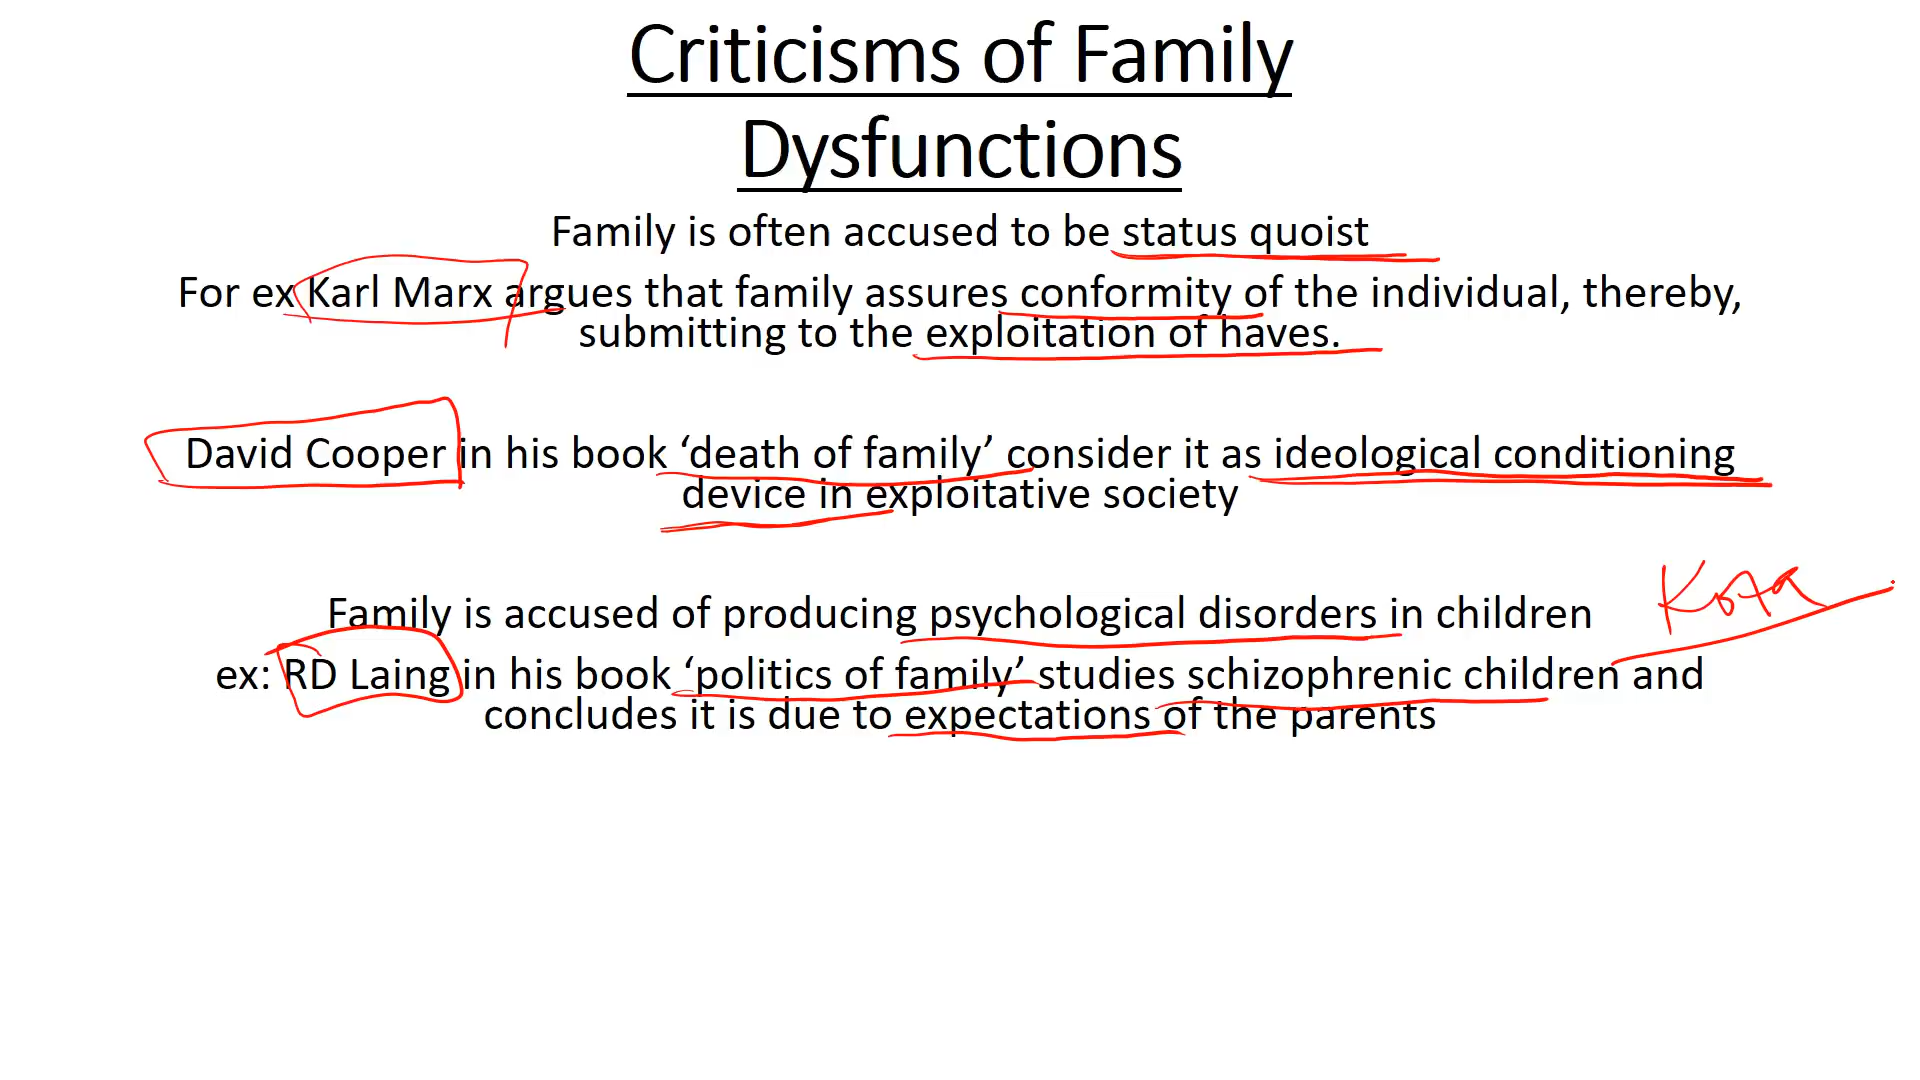 Criticisms of Family
Dysfunctions
Family is often accused to be status quoist
For ex Karl Marx argues that family assures conformity of the individual, thereby,
submitting to the exploitation of haves.
David Cooper in his book ‘death of family’ consider it as ideological conditioning
device in exploitative society
Kota
Family is accused of producing psychological disorders in children
ex: RD Laing in his book ‘politics of family’ studies schizophrenic children and
concludes it is due to expectations of the parents